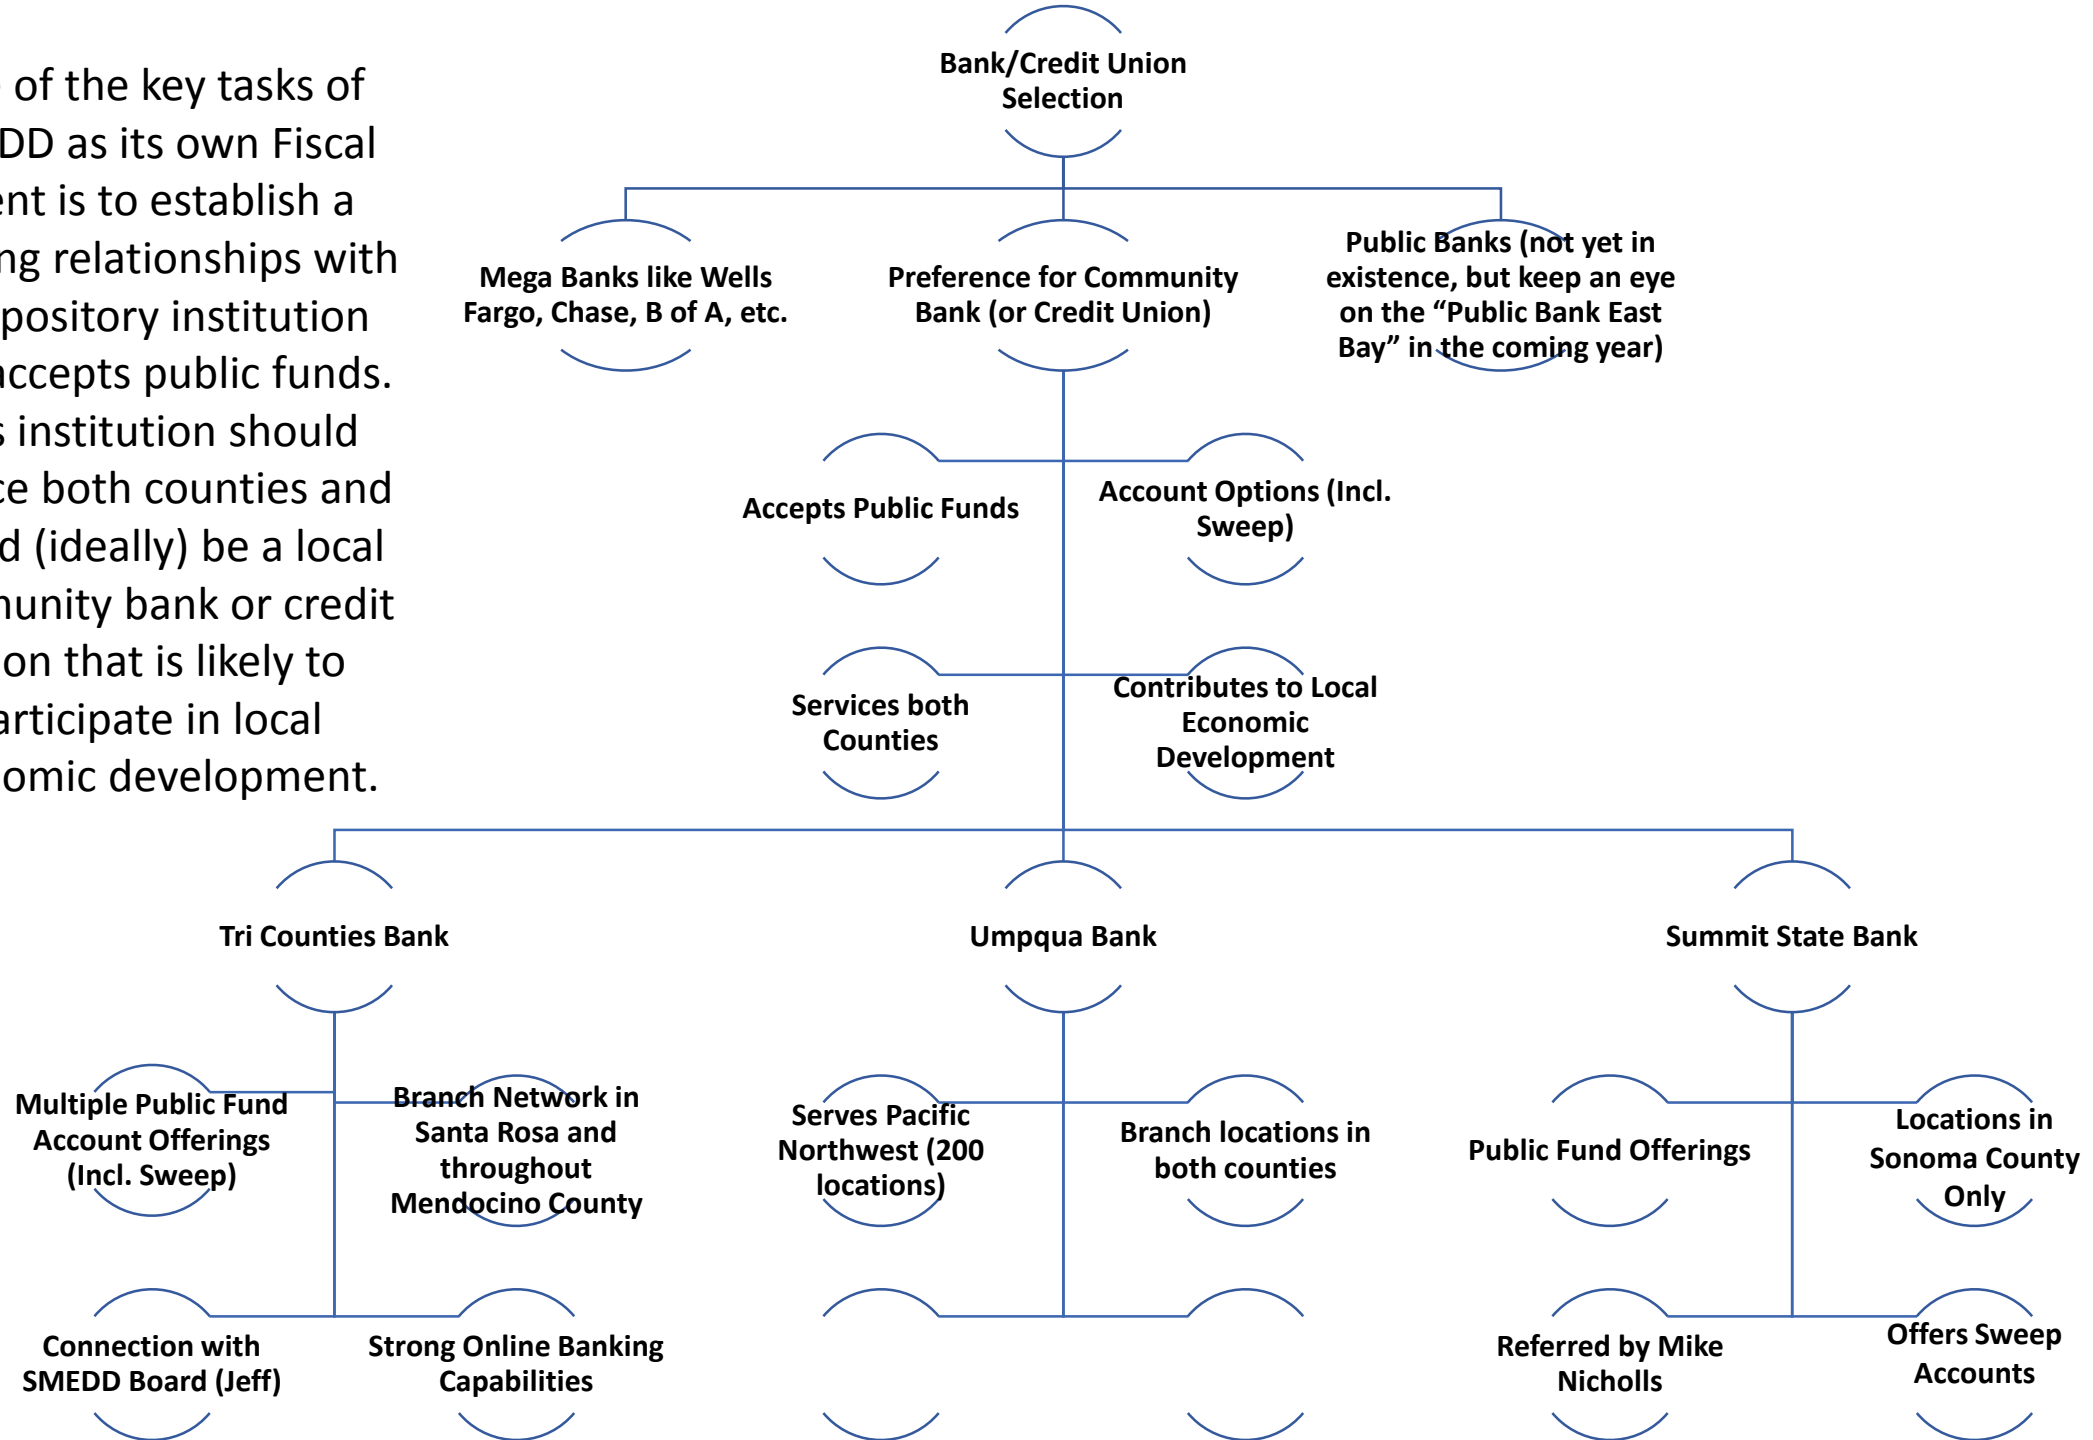 of the key tasks of
DD as its own Fiscal
ent is to establish a
ng relationships with
pository institution
accepts public funds.
s institution should
ce both counties and
d (ideally) be a local
munity bank or credit
on that is likely to
articipate in local
omic development.
Bank/Credit Union
Selection
Mega Banks like Wells
Fargo, Chase, B of A, etc.
Preference for Community
Bank (or Credit Union)
Public Banks (not yet in
existence, but keep an eye
on the “Public Bank East
Bay” in the coming year)
Accepts Public Funds
Account Options (Incl.
Sweep)
Services both
Counties
Contributes to Local
Economic
Development
Tri Counties Bank
Umpqua Bank
Summit State Bank
Multiple Public Fund
Account Offerings
(Incl. Sweep)
Branch Network in
Santa Rosa and
throughout
Mendocino County
Serves Pacific
Northwest (200
locations)
Branch locations in
both counties
Public Fund Offerings
Locations in
Sonoma County
Only
Connection with
SMEDD Board (Jeff)
Strong Online Banking
Capabilities
Referred by Mike
Nicholls
Offers Sweep
Accounts